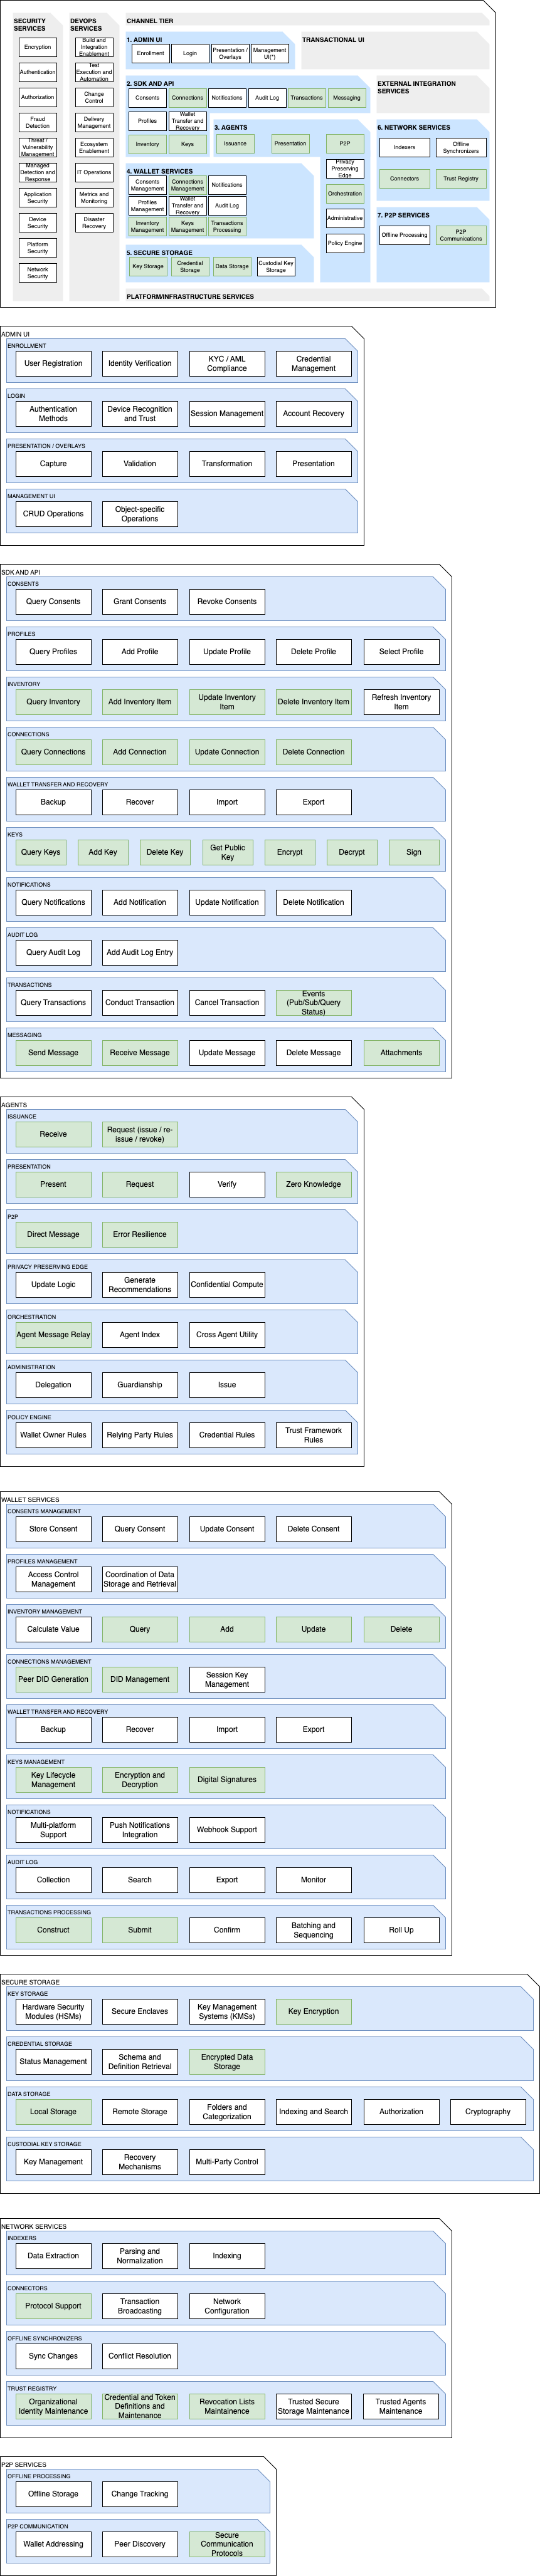 SECURITY
SERVICES
Encryption
Authentication
Authorization
Fraud
Detection
Threat /
Vulnerability
Management
Managed
Detection and
Response
Application
Security
Device
Security
Platform
Security
Network
Security
DEVOPS
SERVICES
Build and
Integration
Enablement
Test
Execution and
Automation
Change
Control
Delivery
Management
Ecosystem
Enablement
IT Operations
Metrics and
Monitoring
Disaster
Recovery
CHANNEL TIER
1. ADMIN UI
Enrollment
Login
Presentation /
Overlays
Management
UI(*)
TRANSACTIONAL UI
2. SDK AND API
Consents
Connections
Notifications
Audit Log
Transactions
Messaging
Profiles
Wallet
Transfer and
Recovery
Inventory
Keys
3. AGENTS
Issuance
Presentation
P2P
Privacy
Preserving
Edge
Orchestration
Administrative
Policy Engine
4. WALLET SERVICES
Consents
Management
Connections
Management
Notifications
Profiles
Management
Wallet
Transfer and
Recovery
Audit Log
Inventory
Management
Keys
Management
Transactions
Processing
5. SECURE STORAGE
Key Storage
Credential
Storage
Data Storage
Custodial Key
Storage
EXTERNAL INTEGRATION
SERVICES
6. NETWORK SERVICES
Indexers
Offline
Synchronizers
Connectors
Trust Registry
7. P2P SERVICES
Offline Processing
P2P
Communications
PLATFORM/INFRASTRUCTURE SERVICES
ADMIN UI
ENROLLMENT
User Registration
Identity Verification
KYC / AML
Compliance
Credential
Management
LOGIN
Authentication
Methods
Device Recognition
and Trust
Session Management
Account Recovery
PRESENTATION / OVERLAYS
Capture
Validation
Transformation
Presentation
MANAGEMENT UI
CRUD Operations
Object-specific
Operations
SDK AND API
CONSENTS
Query Consents
Grant Consents
Revoke Consents
PROFILES
Query Profiles
Add Profile
Update Profile
Delete Profile
Select Profile
INVENTORY
Query Inventory
Add Inventory Item
Update Inventory
Item
Delete Inventory Item
Refresh Inventory
Item
CONNECTIONS
Query Connections
Add Connection
Update Connection
Delete Connection
WALLET TRANSFER AND RECOVERY
Backup
Recover
Import
Export
KEYS
Query Keys
Add Key
Delete Key
Get Public
Key
Encrypt
Decrypt
Sign
NOTIFICATIONS
Query Notifications
Add Notification
Update Notification
Delete Notification
AUDIT LOG
Query Audit Log
Add Audit Log Entry
TRANSACTIONS
Query Transactions
Conduct Transaction
Cancel Transaction
Events
(Pub/Sub/Query
Status)
MESSAGING
Send Message
Receive Message
Update Message
Delete Message
Attachments
AGENTS
ISSUANCE
Receive
Request (issue / re-
issue / revoke)
PRESENTATION
Present
Request
Verify
Zero Knowledge
P2P
Direct Message
Error Resilience
PRIVACY PRESERVING EDGE
Update Logic
Generate
Recommendations
Confidential Compute
ORCHESTRATION
Agent Message Relay
Agent Index
Cross Agent Utility
ADMINISTRATION
Delegation
Guardianship
Issue
POLICY ENGINE
Wallet Owner Rules
Relying Party Rules
Credential Rules
Trust Framework
Rules
WALLET SERVICES
CONSENTS MANAGEMENT
Store Consent
Query Consent
Update Consent
Delete Consent
PROFILES MANAGEMENT
Access Control
Management
Coordination of Data
Storage and Retrieval
INVENTORY MANAGEMENT
Calculate Value
Query
Add
Update
Delete
CONNECTIONS MANAGEMENT
Peer DID Generation
DID Management
Session Key
Management
WALLET TRANSFER AND RECOVERY
Backup
Recover
Import
Export
KEYS MANAGEMENT
Key Lifecycle
Management
Encryption and
Decryption
Digital Signatures
NOTIFICATIONS
Multi-platform
Support
Push Notifications
Integration
Webhook Support
AUDIT LOG
Collection
Search
Export
Monitor
TRANSACTIONS PROCESSING
Construct
Submit
Confirm
Batching and
Sequencing
Roll Up
SECURE STORAGE
KEY STORAGE
Hardware Security
Modules (HSMs)
Secure Enclaves
Key Management
Systems (KMSs)
Key Encryption
CREDENTIAL STORAGE
Status Management
Schema and
Definition Retrieval
Encrypted Data
Storage
DATA STORAGE
Local Storage
Remote Storage
Folders and
Categorization
Indexing and Search
Authorization
Cryptography
CUSTODIAL KEY STORAGE
Key Management
Recovery
Mechanisms
Multi-Party Control
NETWORK SERVICES
INDEXERS
Data Extraction
Parsing and
Normalization
Indexing
CONNECTORS
Protocol Support
Transaction
Broadcasting
Network
Configuration
OFFLINE SYNCHRONIZERS
Sync Changes
Conflict Resolution
TRUST REGISTRY
Organizational
Identity Maintenance
Credential and Token
Definitions and
Maintenance
Revocation Lists
Maintainence
Trusted Secure
Storage Maintenance
Trusted Agents
Maintenance
P2P SERVICES
OFFLINE PROCESSING
Offline Storage
Change Tracking
P2P COMMUNICATION
Wallet Addressing
Peer Discovery
Secure
Communication
Protocols